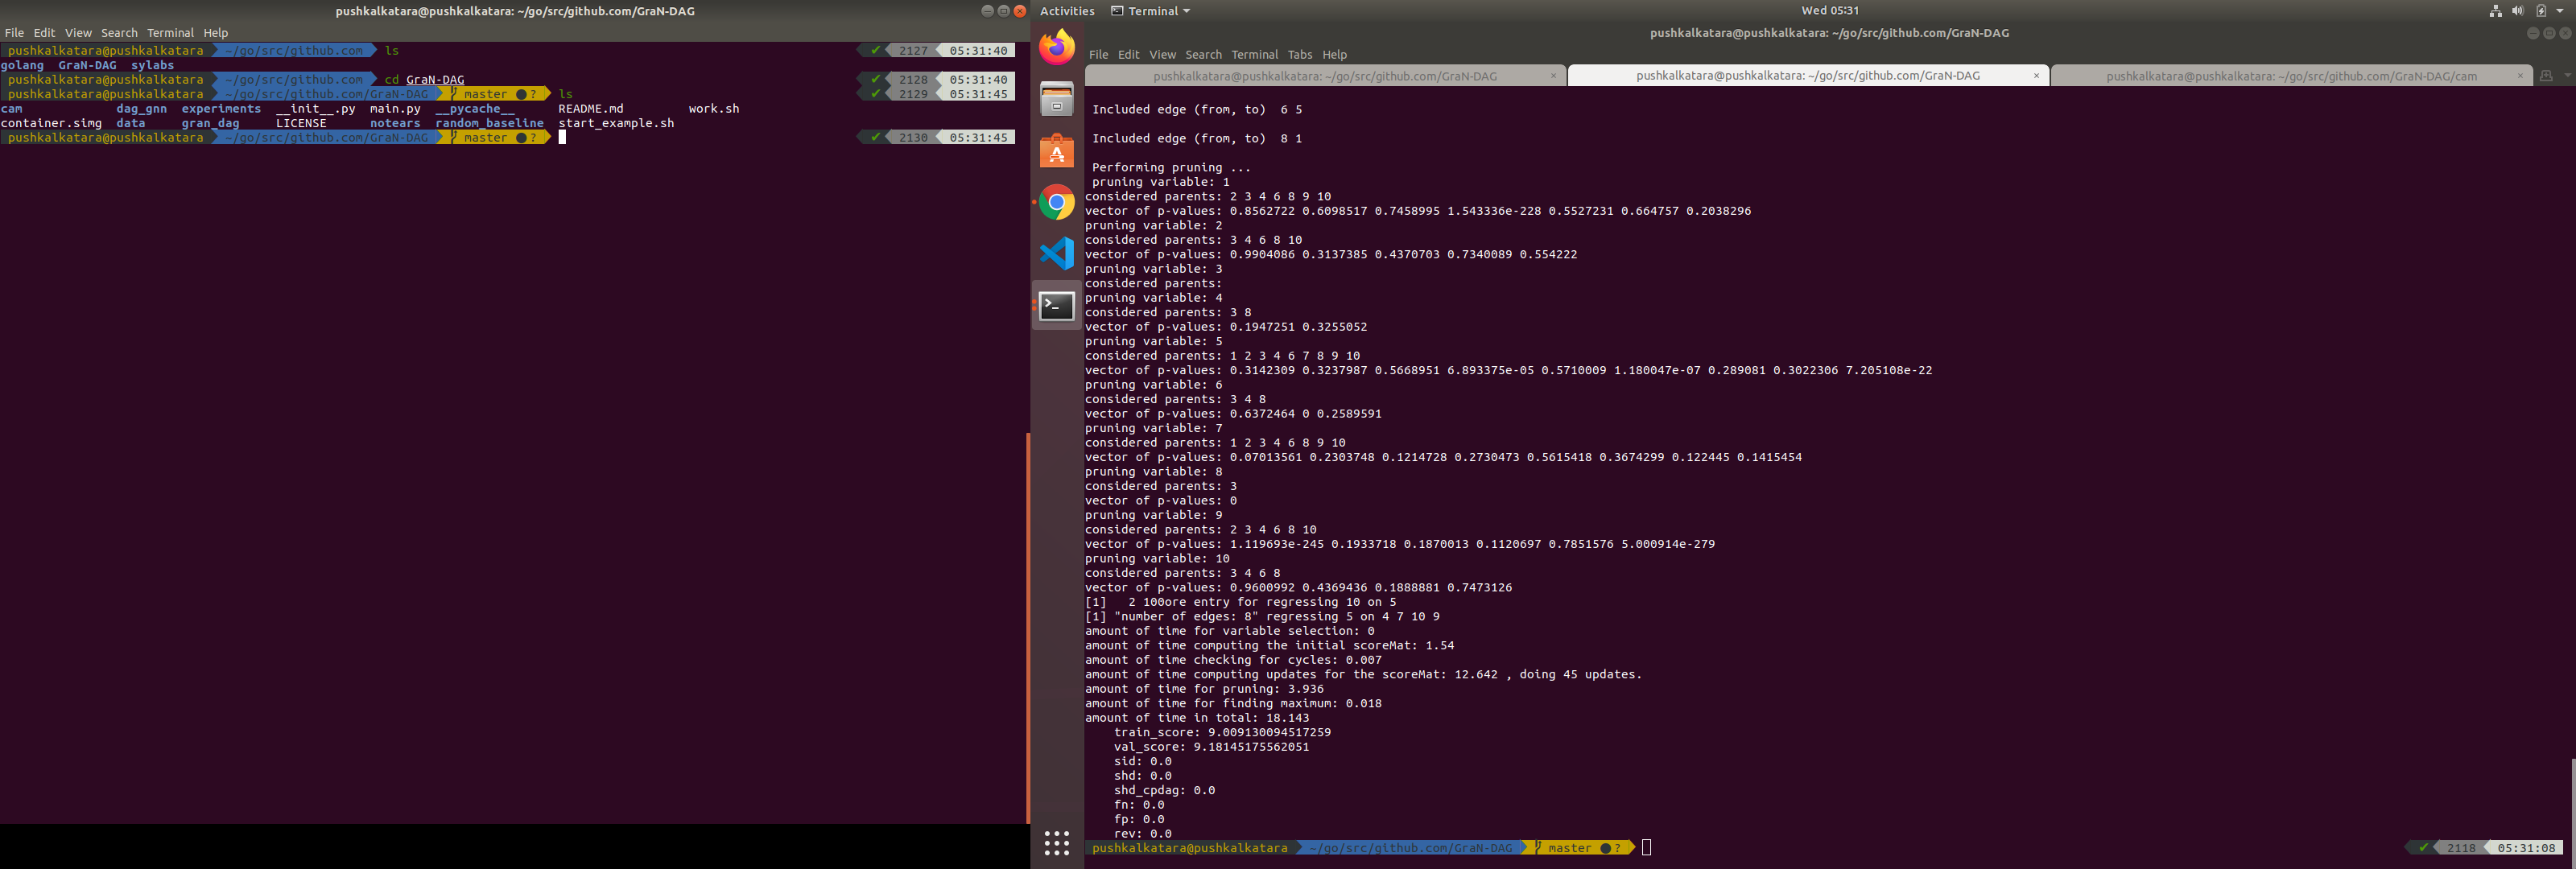 pushkalkatara@pushkalkatara: ~/go/src/github.com/GraN-DAG
File Edit View Search Terminal Help
pushkalkatara@pushkalkatara ~/go/src/github.com ls ✔ 2127 05:31:40
golang GraN-DAG sylabs
pushkalkatara@pushkalkatara ~/go/src/github.com cd GraN-DAG ✔ 2128 05:31:40
pushkalkatara@pushkalkatara ~/go/src/github.com/GraN-DAG master ●? ls ✔ 2129 05:31:45
cam dag_gnn experiments __init__.py main.py __pycache__ README.md work.sh
container.simg data gran_dag LICENSE notears random_baseline start_example.sh
pushkalkatara@pushkalkatara ~/go/src/github.com/GraN-DAG master ●? ✔ 2130 05:31:45
Activities Terminal Wed 05:31
pushkalkatara@pushkalkatara: ~/go/src/github.com/GraN-DAG
File Edit View Search Terminal Tabs Help
pushkalkatara@pushkalkatara: ~/go/src/github.com/GraN-DAG × pushkalkatara@pushkalkatara: ~/go/src/github.com/GraN-DAG × pushkalkatara@pushkalkatara: ~/go/src/github.com/GraN-DAG/cam ×
Included edge (from, to) 6 5
Included edge (from, to) 8 1
Performing pruning ...
pruning variable: 1
considered parents: 2 3 4 6 8 9 10
vector of p-values: 0.8562722 0.6098517 0.7458995 1.543336e-228 0.5527231 0.664757 0.2038296
pruning variable: 2
considered parents: 3 4 6 8 10
vector of p-values: 0.9904086 0.3137385 0.4370703 0.7340089 0.554222
pruning variable: 3
considered parents:
pruning variable: 4
considered parents: 3 8
vector of p-values: 0.1947251 0.3255052
pruning variable: 5
considered parents: 1 2 3 4 6 7 8 9 10
vector of p-values: 0.3142309 0.3237987 0.5668951 6.893375e-05 0.5710009 1.180047e-07 0.289081 0.3022306 7.205108e-22
pruning variable: 6
considered parents: 3 4 8
vector of p-values: 0.6372464 0 0.2589591
pruning variable: 7
considered parents: 1 2 3 4 6 8 9 10
vector of p-values: 0.07013561 0.2303748 0.1214728 0.2730473 0.5615418 0.3674299 0.122445 0.1415454
pruning variable: 8
considered parents: 3
vector of p-values: 0
pruning variable: 9
considered parents: 2 3 4 6 8 10
vector of p-values: 1.119693e-245 0.1933718 0.1870013 0.1120697 0.7851576 5.000914e-279
pruning variable: 10
considered parents: 3 4 6 8
vector of p-values: 0.9600992 0.4369436 0.1888881 0.7473126
[1] 2 100ore entry for regressing 10 on 5
[1] "number of edges: 8" regressing 5 on 4 7 10 9
amount of time for variable selection: 0
amount of time computing the initial scoreMat: 1.54
amount of time checking for cycles: 0.007
amount of time computing updates for the scoreMat: 12.642 , doing 45 updates.
amount of time for pruning: 3.936
amount of time for finding maximum: 0.018
amount of time in total: 18.143
train_score: 9.009130094517259
val_score: 9.18145175562051
sid: 0.0
shd: 0.0
shd_cpdag: 0.0
fn: 0.0
fp: 0.0
rev: 0.0
pushkalkatara@pushkalkatara ~/go/src/github.com/GraN-DAG master ●? ✔ 2118 05:31:08